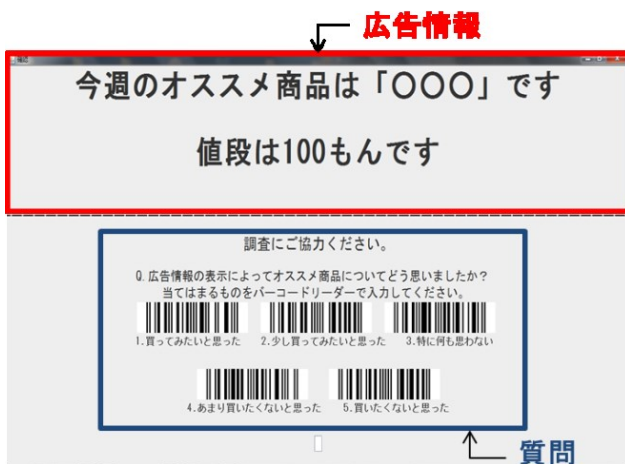 広告情報
今週のオススメ商品は「〇〇〇」です
値段は100もんです
調査にご協力ください。
Q.広告情報の表示によってオススメ商品についてどう思いましたか?
当てはまるものをバーコードリーダーで入力してください。
1.買ってみたいと思った 2.少し買ってみたいと思った 3.特に何も思わない
4.あまり買いたくないと思った 5.買いたくないと思った
質問